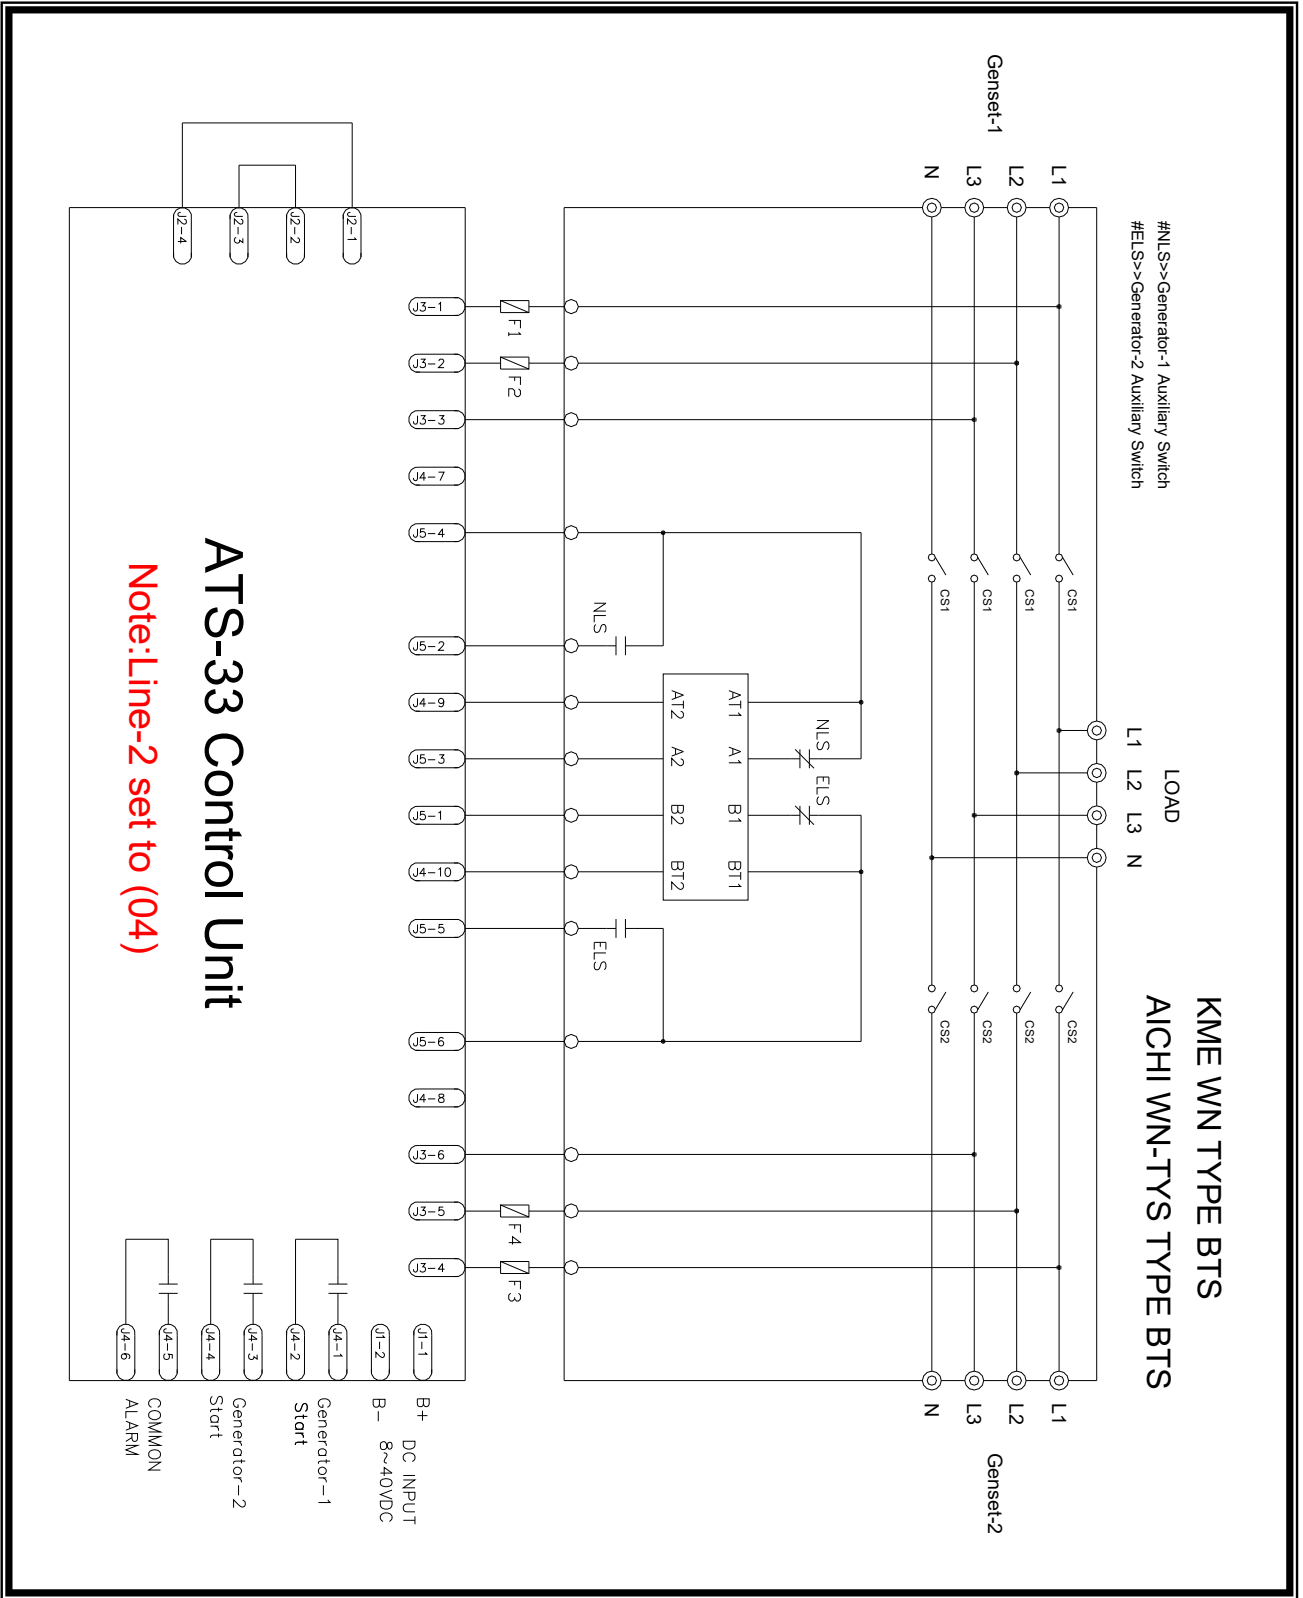 KME WN TYPE BTS
AICHI WN-TYS TYPE BTS
#NLS>>Generator-1 Auxiliary Switch
#ELS>>Generator-2 Auxiliary Switch
LOAD
L1 L2 L3 N
Genset-1
L1
L2
L3
N
CS1
CS1
CS1
CS1
CS2
CS2
CS2
CS2
L1
L2
L3
N
Genset-2
NLS
ELS
AT1 A1 B1 BT1
AT2 A2 B2 BT2
NLS
ELS
F1
F2
F4
F3
J3-1 J3-2 J3-3 J4-7 J5-4 J5-2 J4-9 J5-3 J5-1 J4-10 J5-5 J5-6 J4-8 J3-6 J3-5 J3-4
J2-1
J2-2
J2-3
J2-4
ATS-33 Control Unit
Note:Line-2 set to (04)
J1-1 B+
DC INPUT
J1-2 B-
8~40VDC
J4-1 Generator-1
J4-2 Start
J4-3 Generator-2
J4-4 Start
J4-5 COMMON
J4-6 ALARM